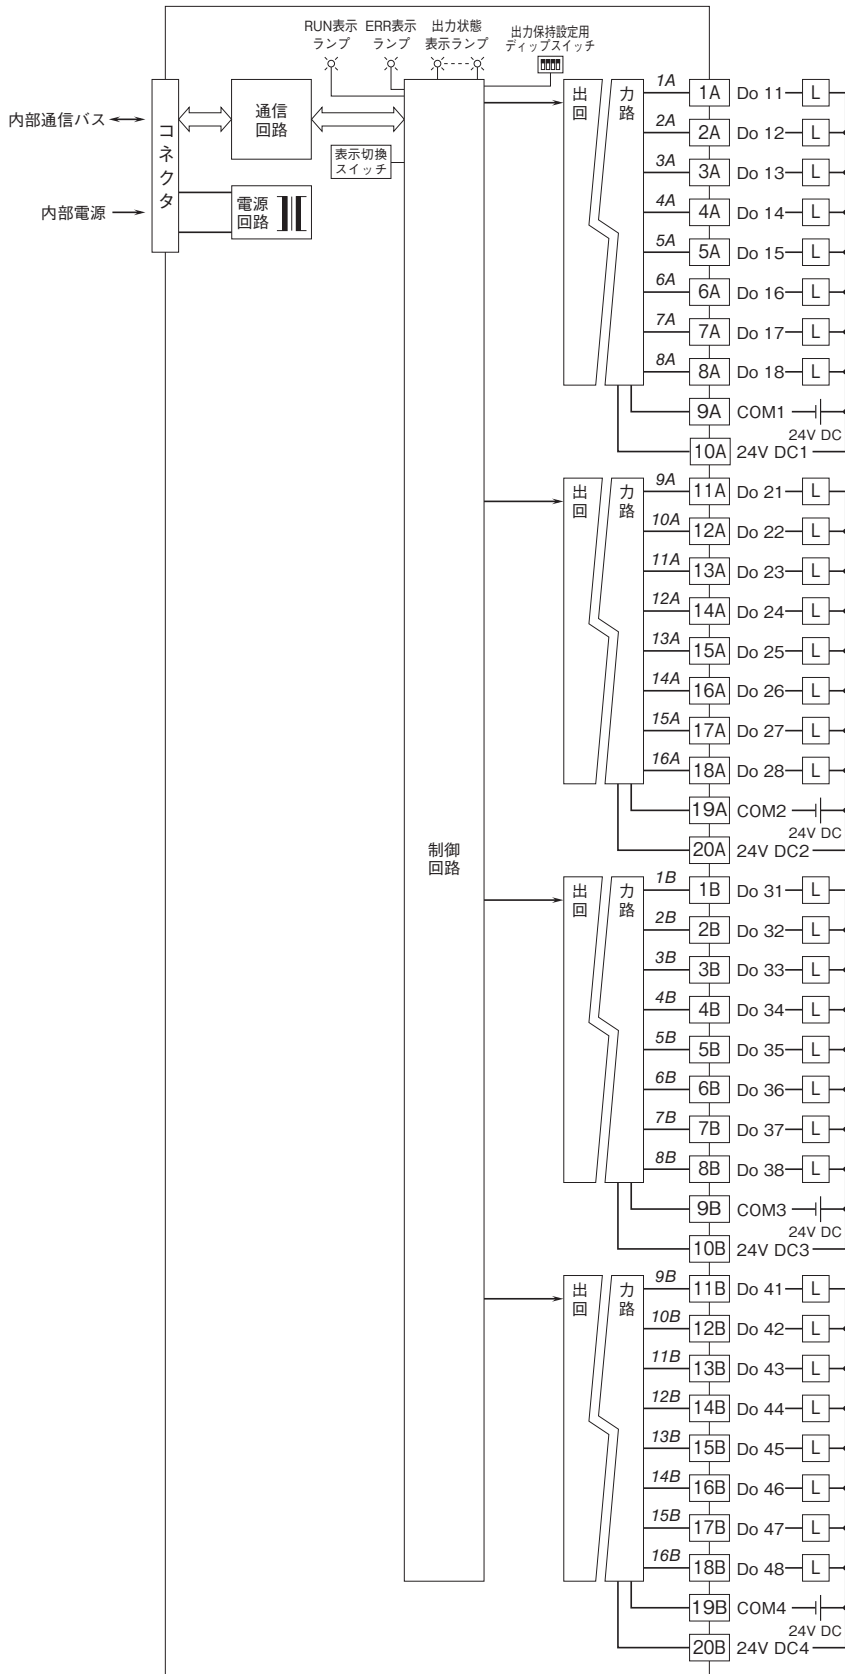 RUN表示
ランプ
ERR表示
ランプ
出力状態
表示ランプ
出力保持設定用
ディップスイッチ
内部通信バス
コネクタ
通信
回路
表示切換
スイッチ
内部電源
電源
回路
制御
回路
出力
回路
1A 1A Do 11 L
2A 2A Do 12 L
3A 3A Do 13 L
4A 4A Do 14 L
5A 5A Do 15 L
6A 6A Do 16 L
7A 7A Do 17 L
8A 8A Do 18 L
9A COM1
24V DC
10A 24V DC1
出力
回路
9A 11A Do 21 L
10A 12A Do 22 L
11A 13A Do 23 L
12A 14A Do 24 L
13A 15A Do 25 L
14A 16A Do 26 L
15A 17A Do 27 L
16A 18A Do 28 L
19A COM2
24V DC
20A 24V DC2
出力
回路
1B 1B Do 31 L
2B 2B Do 32 L
3B 3B Do 33 L
4B 4B Do 34 L
5B 5B Do 35 L
6B 6B Do 36 L
7B 7B Do 37 L
8B 8B Do 38 L
9B COM3
24V DC
10B 24V DC3
出力
回路
9B 11B Do 41 L
10B 12B Do 42 L
11B 13B Do 43 L
12B 14B Do 44 L
13B 15B Do 45 L
14B 16B Do 46 L
15B 17B Do 47 L
16B 18B Do 48 L
19B COM4
24V DC
20B 24V DC4